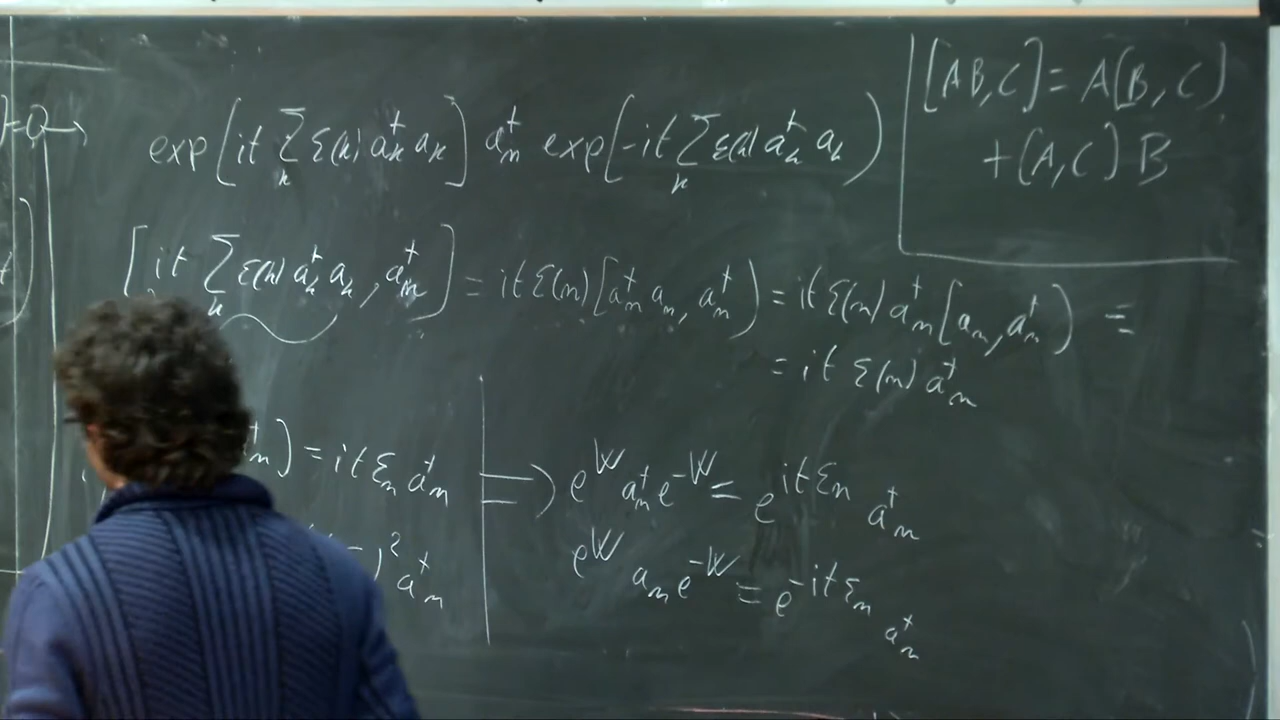 exp[it ∑_k ε(k) a_k^† a_k] a_m^† exp[-it ∑_k ε(k) a_k^† a_k)
[AB,C] = A[B,C)
+ (A,C] B
[it ∑_k ε(k) a_k^† a_k, a_m^†] = it ε(m) [a_m^† a_m, a_m^†) = it ε(m) a_m^† [a_m, a_m^†) =
= it ε(m) a_m^†
) = it ε_m a_m^†
)² a_m^†
=> e^W a_m^† e^{-W} = e^{it ε_m} a_m^†
e^W a_m e^{-W} = e^{-it ε_m} a_m^†